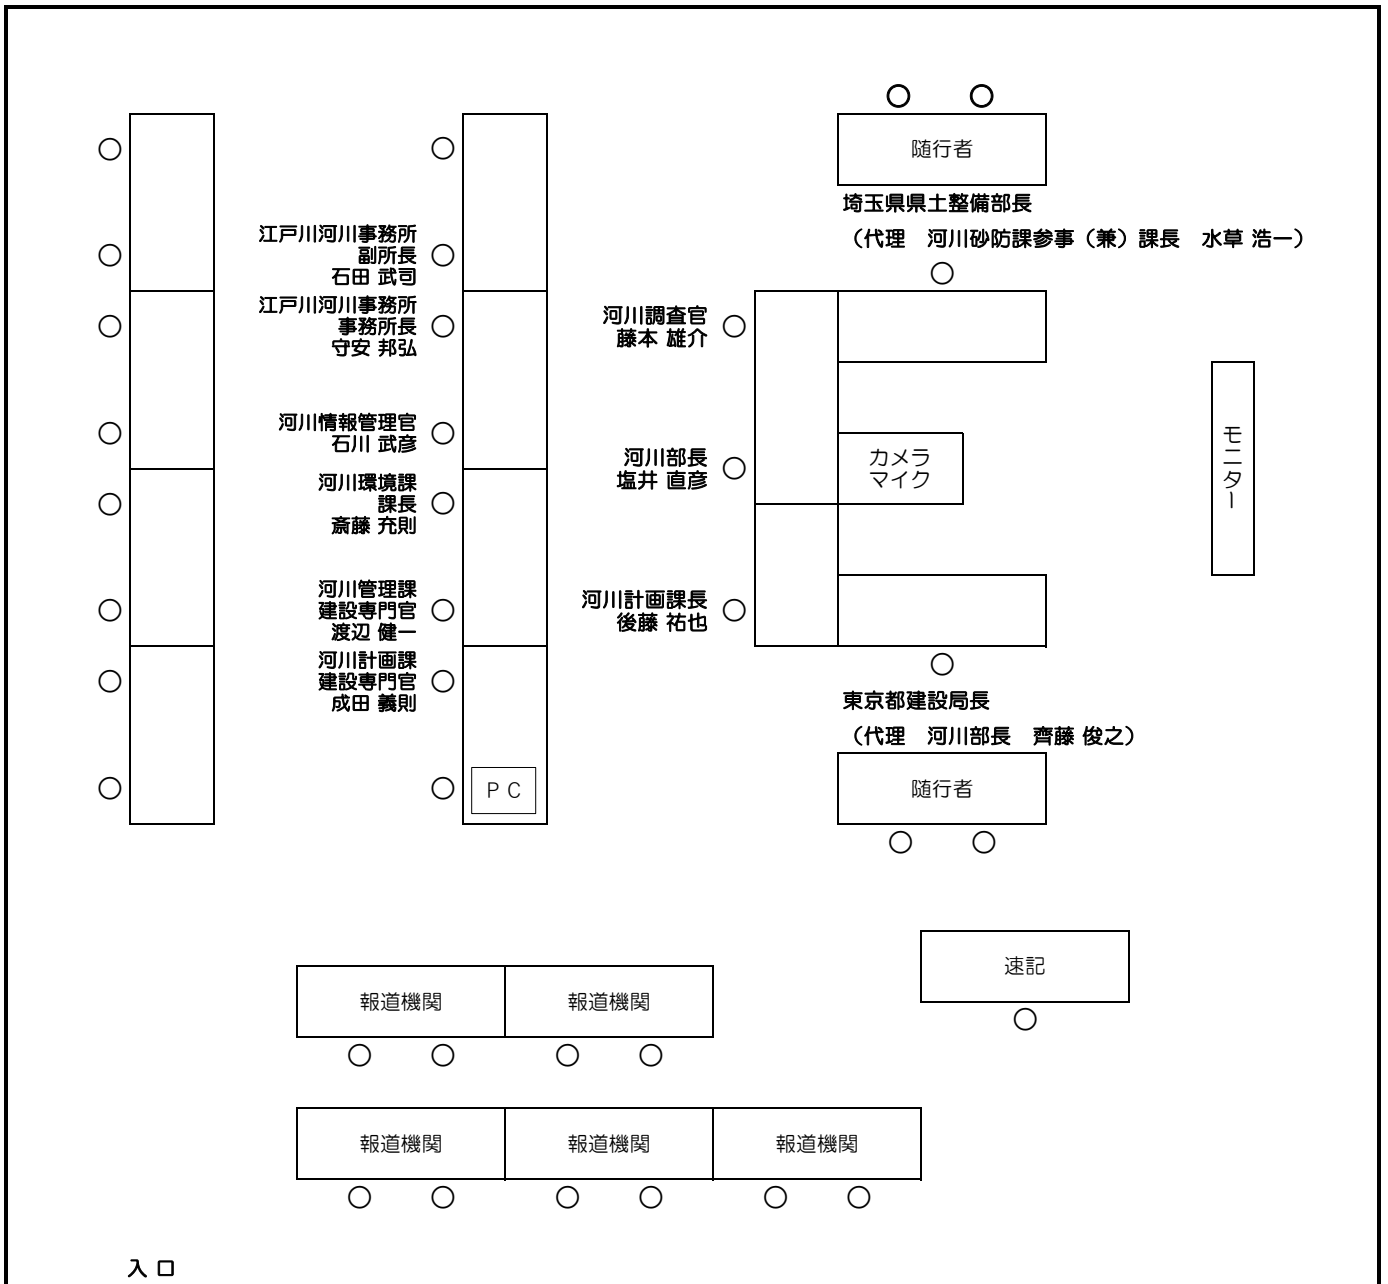 随行者
埼玉県県土整備部長
（代理　河川砂防課参事（兼）課長　水草 浩一）
江戸川河川事務所
副所長
石田 武司
江戸川河川事務所
事務所長
守安 邦弘
河川情報管理官
石川 武彦
河川環境課
課長
斎藤 充則
河川管理課
建設専門官
渡辺 健一
河川計画課
建設専門官
成田 義則
ＰＣ
河川調査官
藤本 雄介
河川部長
塩井 直彦
河川計画課長
後藤 祐也
カメラ
マイク
モニター
東京都建設局長
（代理　河川部長　齊藤 俊之）
随行者
速記
報道機関
報道機関
報道機関
報道機関
報道機関
入 口